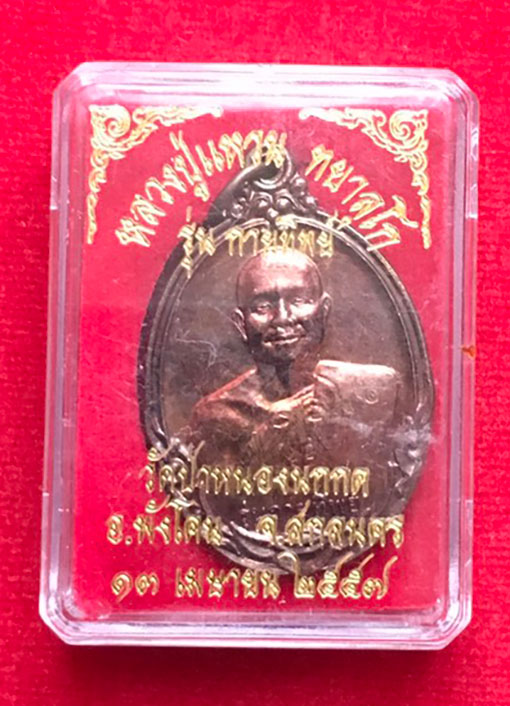 หลวงปู่แหวน ทยาลุโก
รุ่น กายทิพย์
วัดป่าหนองนกกด
อ.พังโคน จ.สกลนคร
๑๓ เมษายน ๒๕๕๗